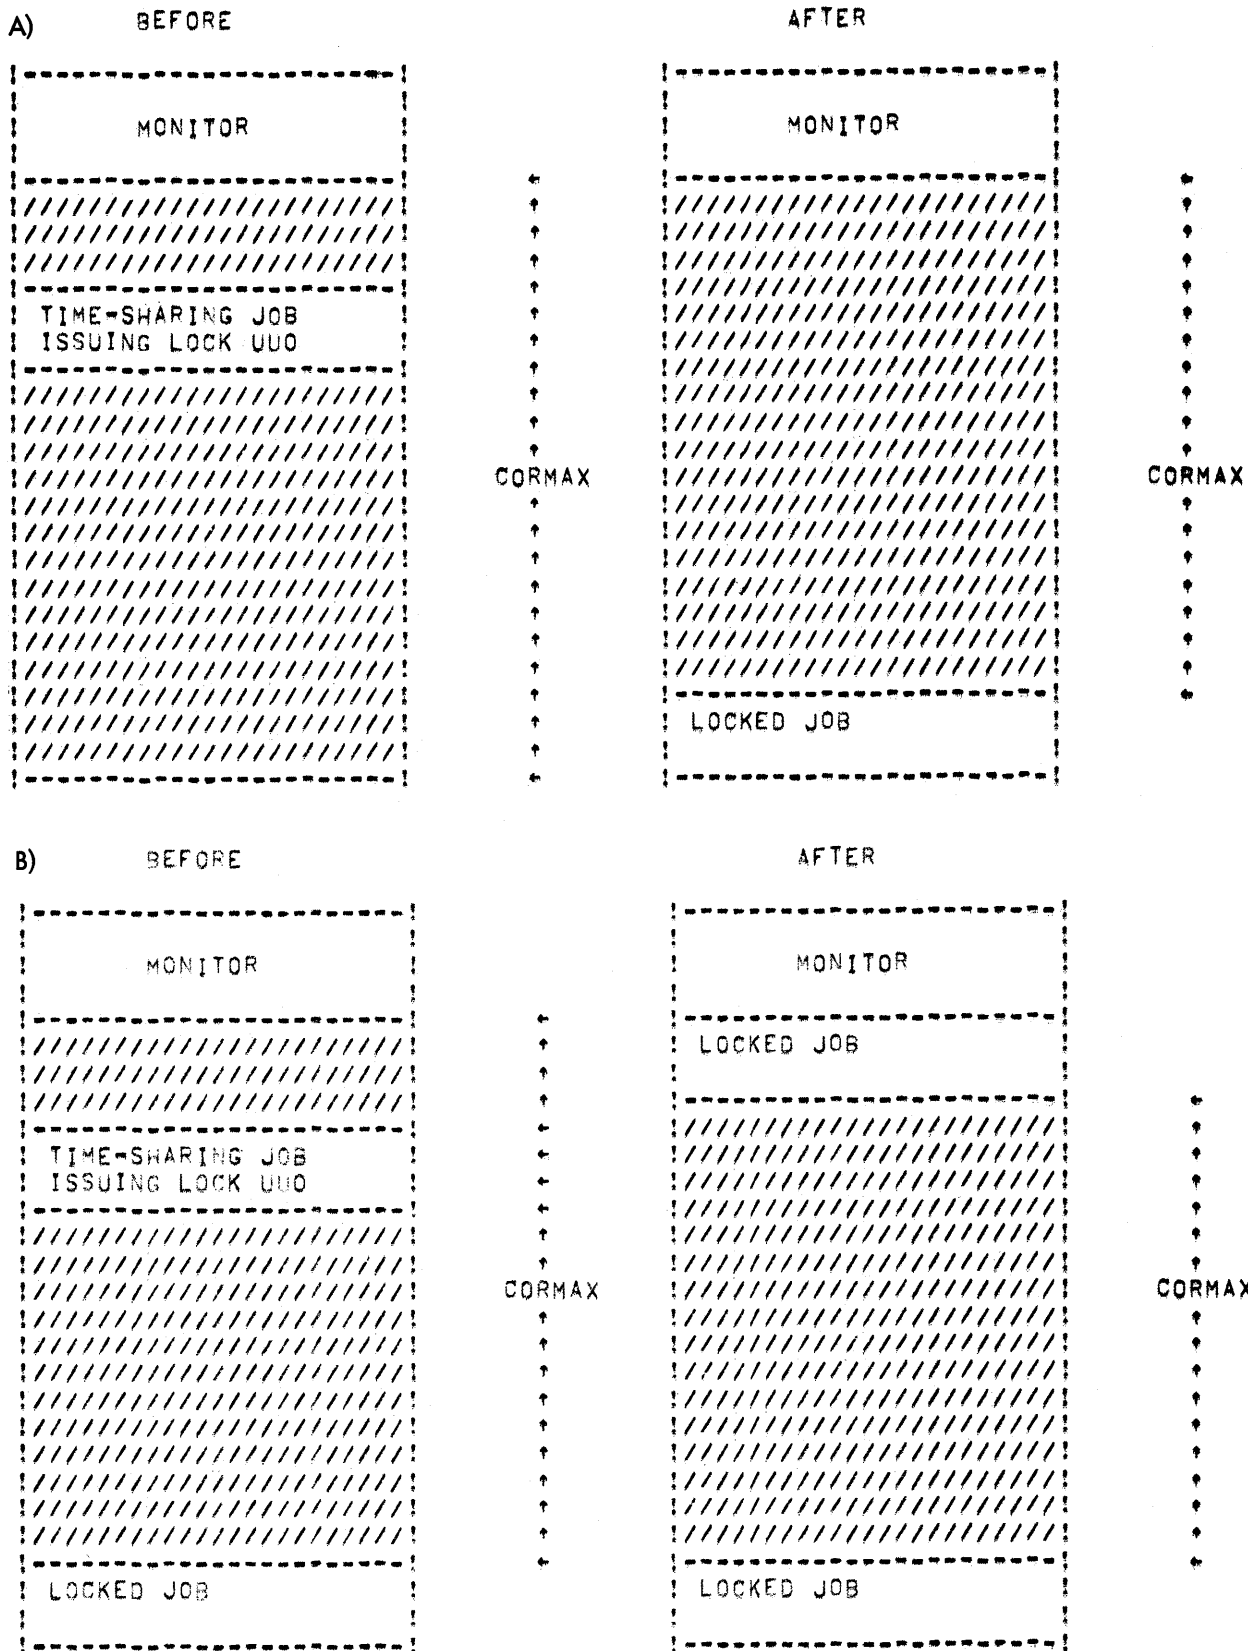 A) BEFORE AFTER
MONITOR MONITOR
TIME-SHARING JOB
ISSUING LOCK UUO
CORMAX CORMAX
LOCKED JOB
B) BEFORE AFTER
MONITOR MONITOR
LOCKED JOB
TIME-SHARING JOB
ISSUING LOCK UUO
CORMAX CORMAX
LOCKED JOB LOCKED JOB